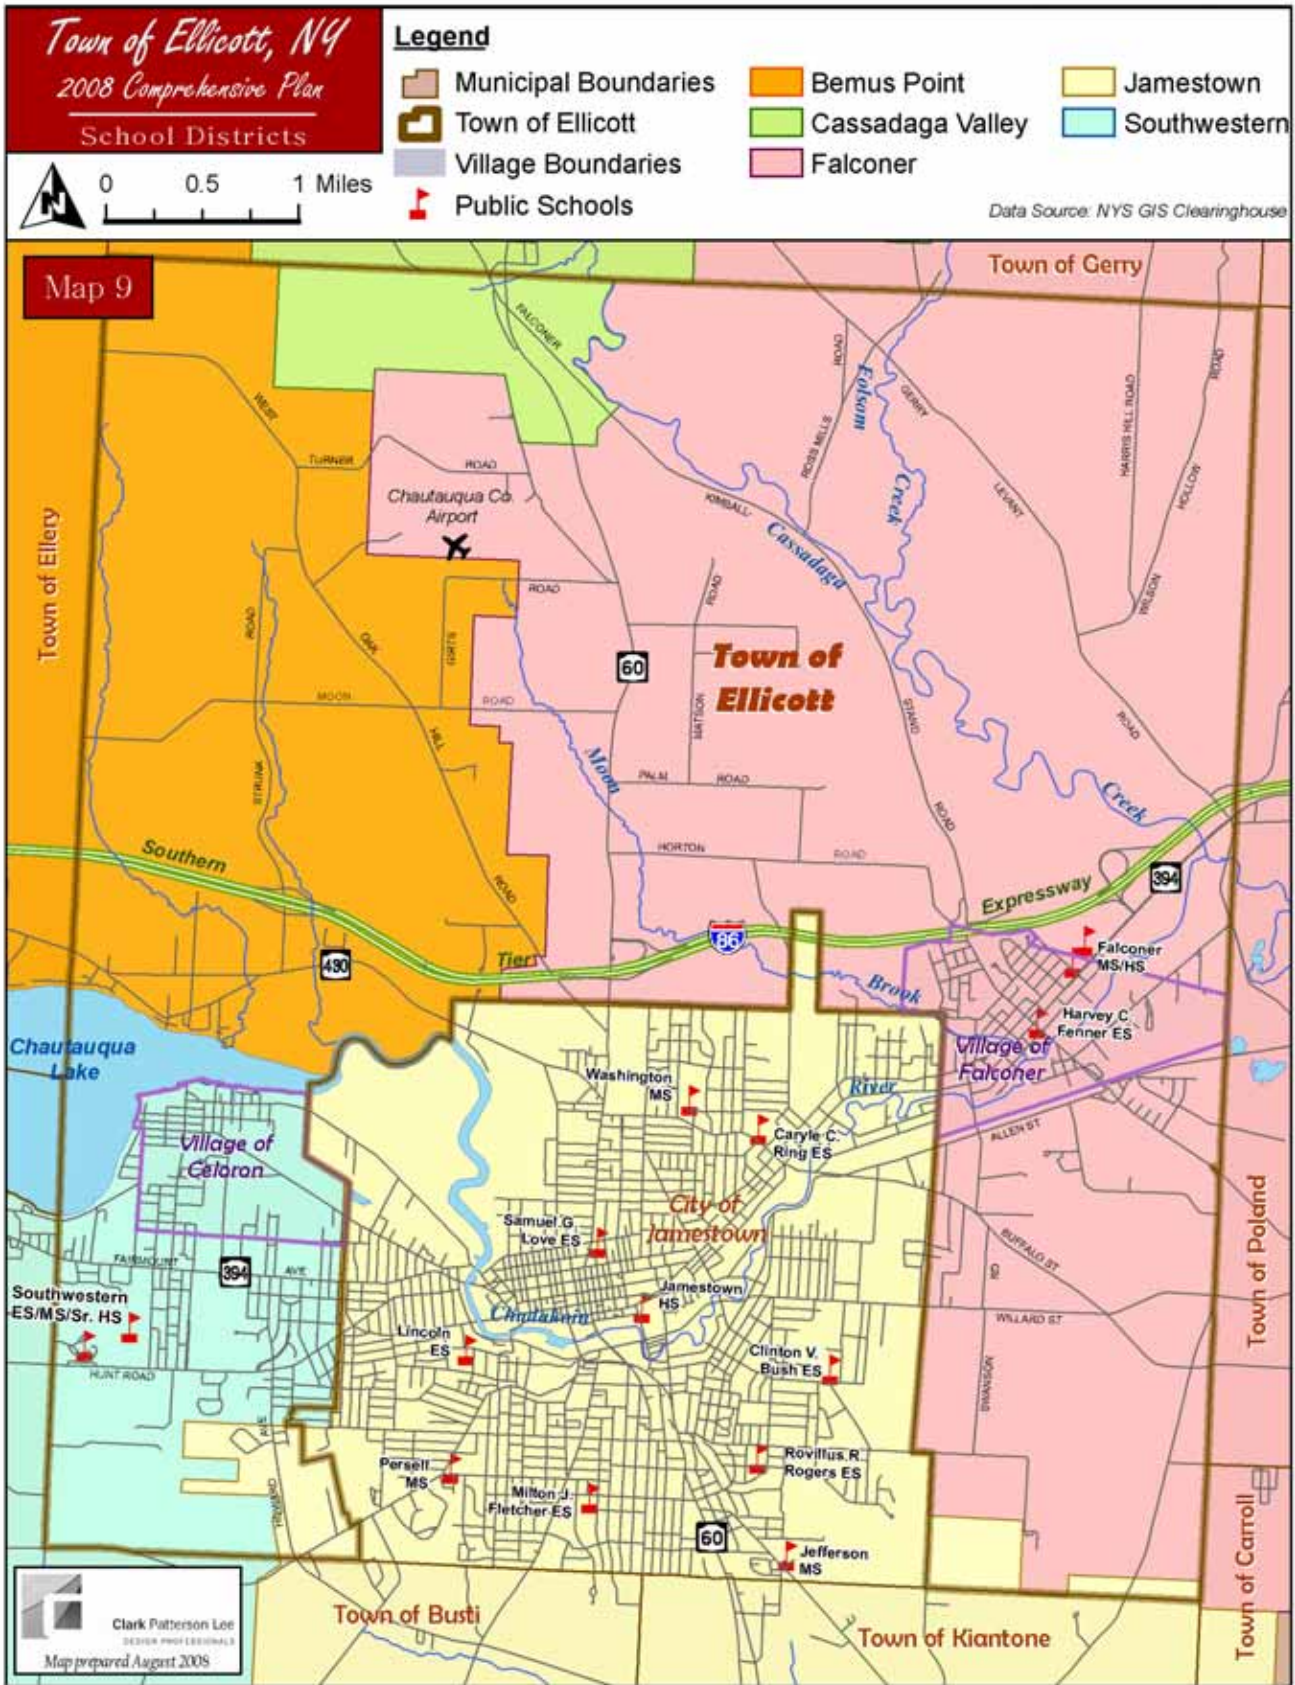 Town of Ellicott, NY
2008 Comprehensive Plan
School Districts
N
0 0.5 1 Miles
Legend
Municipal Boundaries
Town of Ellicott
Village Boundaries
Public Schools
Bemus Point
Cassadaga Valley
Falconer
Jamestown
Southwestern
Data Source: NYS GIS Clearinghouse
Map 9
Town of Gerry
FALCONER
ROAD
Folsom
GERRY
ROAD
HARRIS HILL ROAD
WEST
ROSS MILLS
TURNER
ROAD
Creek
HOLLOW
Chautauqua Co.
Airport
KIMBALL
LEVANT
Cassadaga
Town of Ellery
ROAD
ROAD
WILSON
ROAD
OAK
GIRTS
60
Town of
Ellicott
MOON
ROAD
MATSON
STAND
ROAD
HILL
Moon
STRUNK
PALM
ROAD
Creek
ROAD
Southern
HORTON
ROAD
394
ROAD
Expressway
86
Tier
430
Falconer
MS/HS
Brook
Harvey C.
Fenner ES
Village of
Falconer
Chautauqua
Lake
Washington
MS
River
Caryle C.
Ring ES
ALLEN ST
Village of
Celoron
City of
Jamestown
Samuel G.
Love ES
BUFFALO ST
Town of Poland
FAIRMOUNT
AVE
394
RD
Southwestern
ES/MS/Sr. HS
Jamestown
HS
Chadakoin
WILLARD ST
Lincoln
ES
Clinton V.
Bush ES
HUNT ROAD
SWANSON
AVE
Persell
MS
Rovillus R.
Rogers ES
Milton J.
Fletcher ES
60
Jefferson
MS
Town of Carroll
Clark Patterson Lee
DESIGN PROFESSIONALS
Map prepared August 2008
Town of Busti
Town of Kiantone